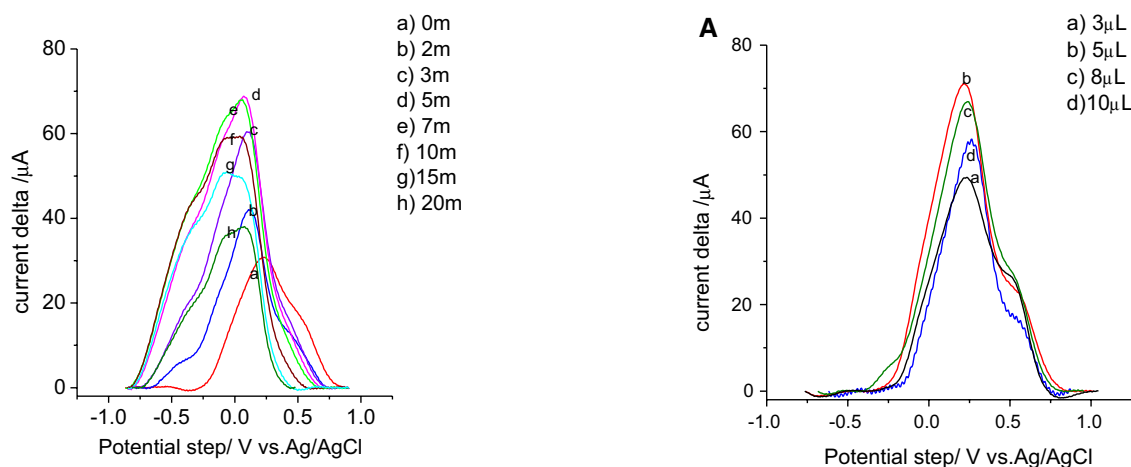 a) 0m
b) 2m
c) 3m
d) 5m
e) 7m
f) 10m
g)15m
h) 20m
80
60
40
20
0
current delta /μA
e
d
c
f
g
b
h
a
-1.0 -0.5 0.0 0.5 1.0
Potential step/ V vs.Ag/AgCl
A
a) 3μL
b) 5μL
c) 8μL
d)10μL
80
60
40
20
0
current delta /μA
b
c
d
a
-1.0 -0.5 0.0 0.5 1.0
Potential step/ V vs.Ag/AgCl